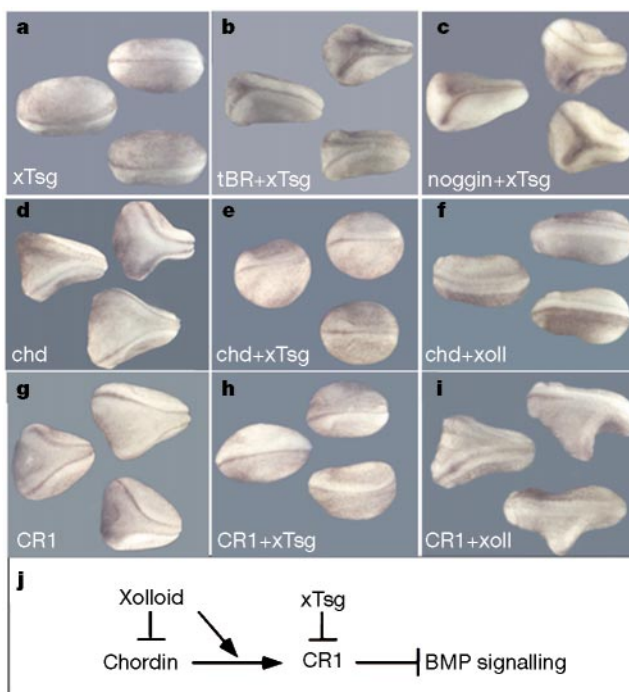 a
xTsg
b
tBR+xTsg
c
noggin+xTsg
d
chd
e
chd+xTsg
f
chd+xoll
g
CR1
h
CR1+xTsg
i
CR1+xoll
j
Xolloid
xTsg
Chordin
CR1
BMP signalling